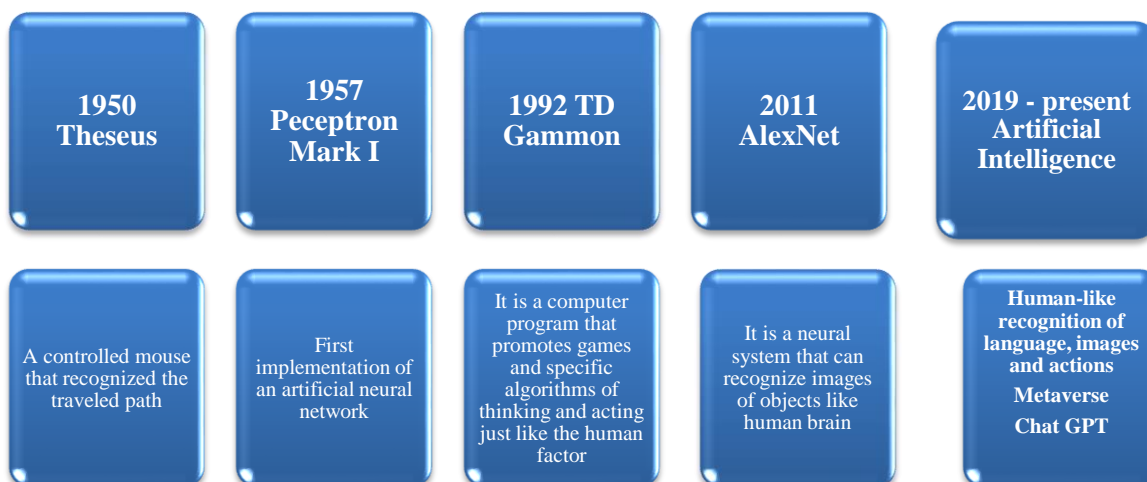 1950
Theseus
1957
Peceptron
Mark I
1992 TD
Gammon
2011
AlexNet
2019 - present
Artificial
Intelligence
A controlled mouse
that recognized the
traveled path
First
implementation of
an artificial neural
network
It is a computer
program that
promotes games
and specific
algorithms of
thinking and acting
just like the human
factor
It is a neural
system that can
recognize images
of objects like
human brain
Human-like
recognition of
language, images
and actions
Metaverse
Chat GPT